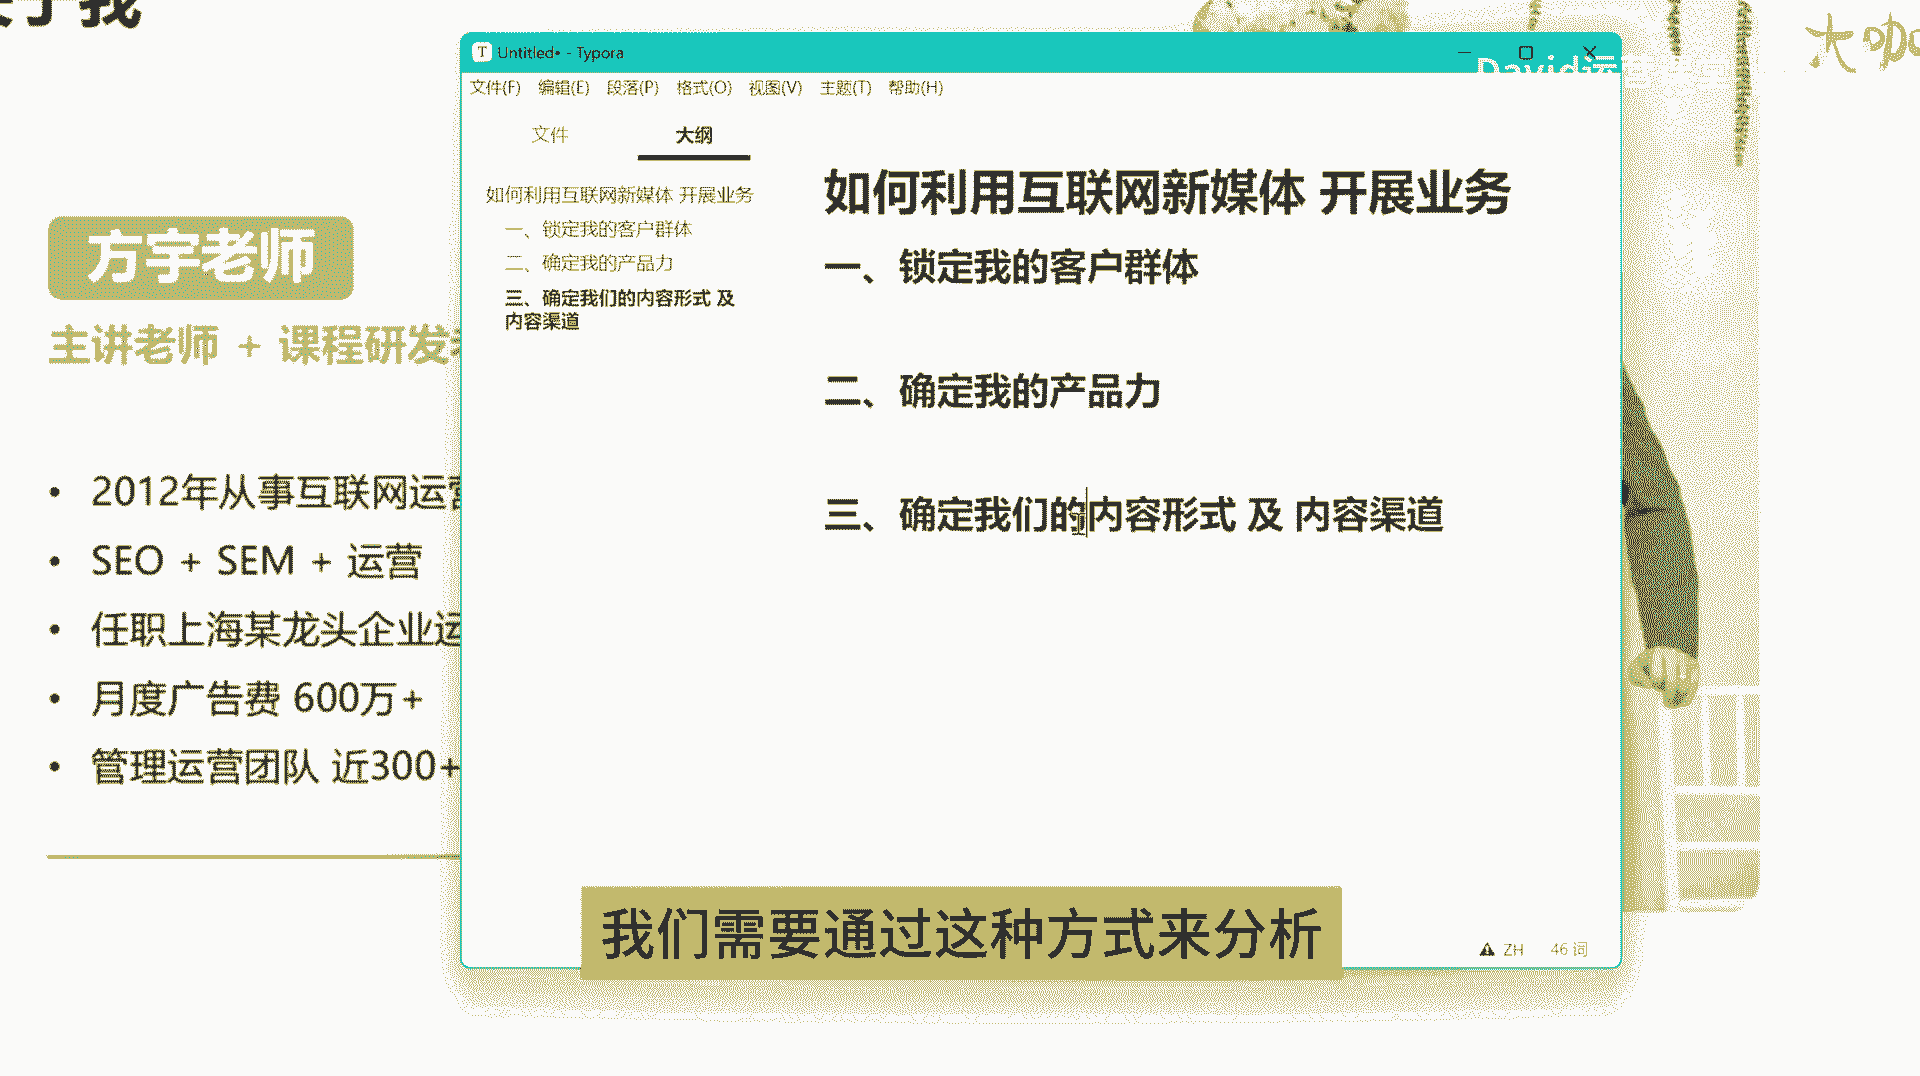 我
大咖
Untitled• - Typora
David运营
文件(F) 编辑(E) 段落(P) 格式(O) 视图(V) 主题(T) 帮助(H)
文件 大纲
如何利用互联网新媒体 开展业务
一、锁定我的客户群体
二、确定我的产品力
三、确定我们的内容形式 及
内容渠道
如何利用互联网新媒体 开展业务
一、锁定我的客户群体
二、确定我的产品力
三、确定我们的内容形式 及 内容渠道
方宇老师
主讲老师 + 课程研发
• 2012年从事互联网运营
• SEO + SEM + 运营
• 任职上海某龙头企业运
• 月度广告费 600万+
• 管理运营团队 近300+
我们需要通过这种方式来分析
ZH 46 词